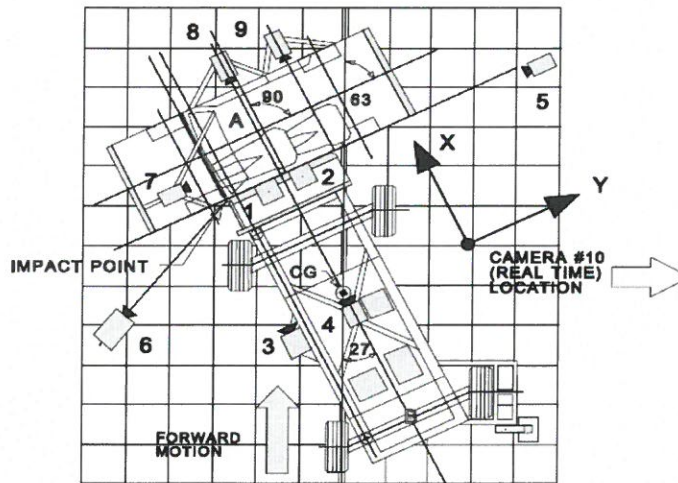 8
9
90
63
5
A
X
7
2
Y
1
IMPACT POINT
CAMERA #10
(REAL TIME)
LOCATION
CG
4
6
3
27
FORWARD
MOTION